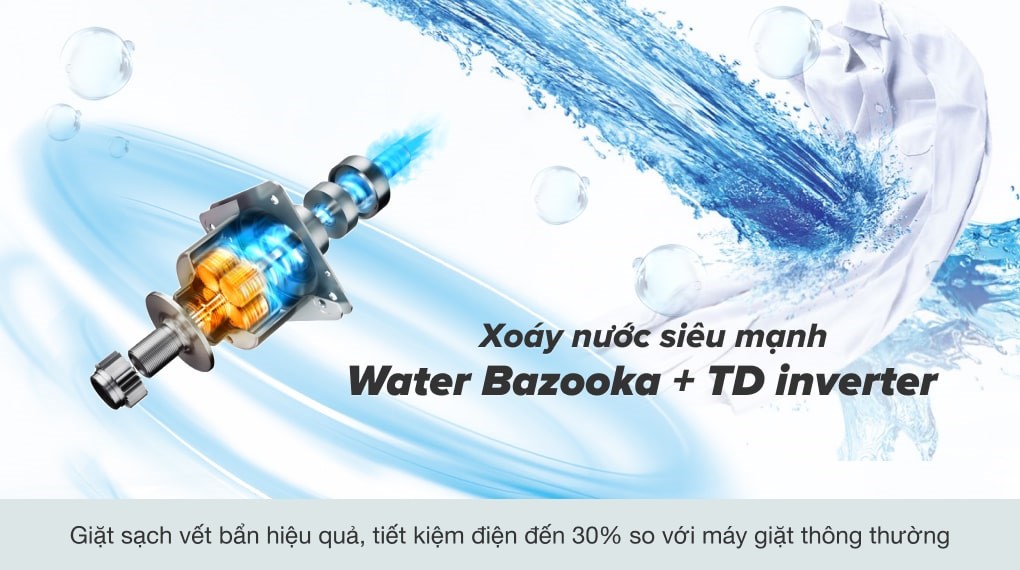 Xoáy nước siêu mạnh
Water Bazooka + TD inverter
Giặt sạch vết bẩn hiệu quả, tiết kiệm điện đến 30% so với máy giặt thông thường